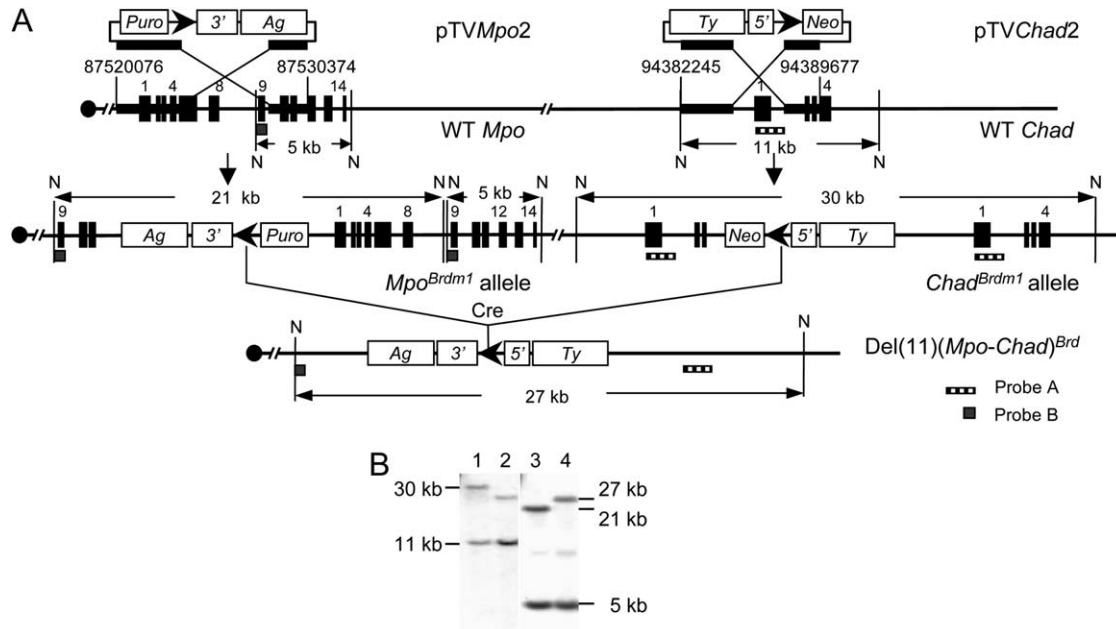 A
Puro 3' Ag
pTVMpo2
Ty 5' Neo
pTVChad2
87520076
87530374
94382245
94389677
1 4 8 9 14
1 4
WT Mpo
WT Chad
5 kb
11 kb
N N N N
N 21 kb N N 5 kb N N 30 kb N
9 1 4 8 9 12 14 1 1 4
Ag 3' Puro
Neo 5' Ty
MpoBrdm1 allele
ChadBrdm1 allele
Cre
N N
Ag 3' 5' Ty
Del(11)(Mpo-Chad)Brd
27 kb
Probe A
Probe B
B
1 2 3 4
30 kb
27 kb
21 kb
11 kb
5 kb